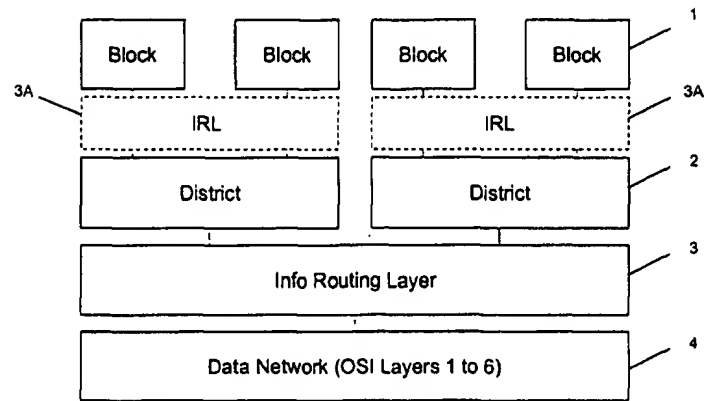 1
Block Block Block Block
3A 3A
IRL IRL
2
District District
3
Info Routing Layer
4
Data Network (OSI Layers 1 to 6)